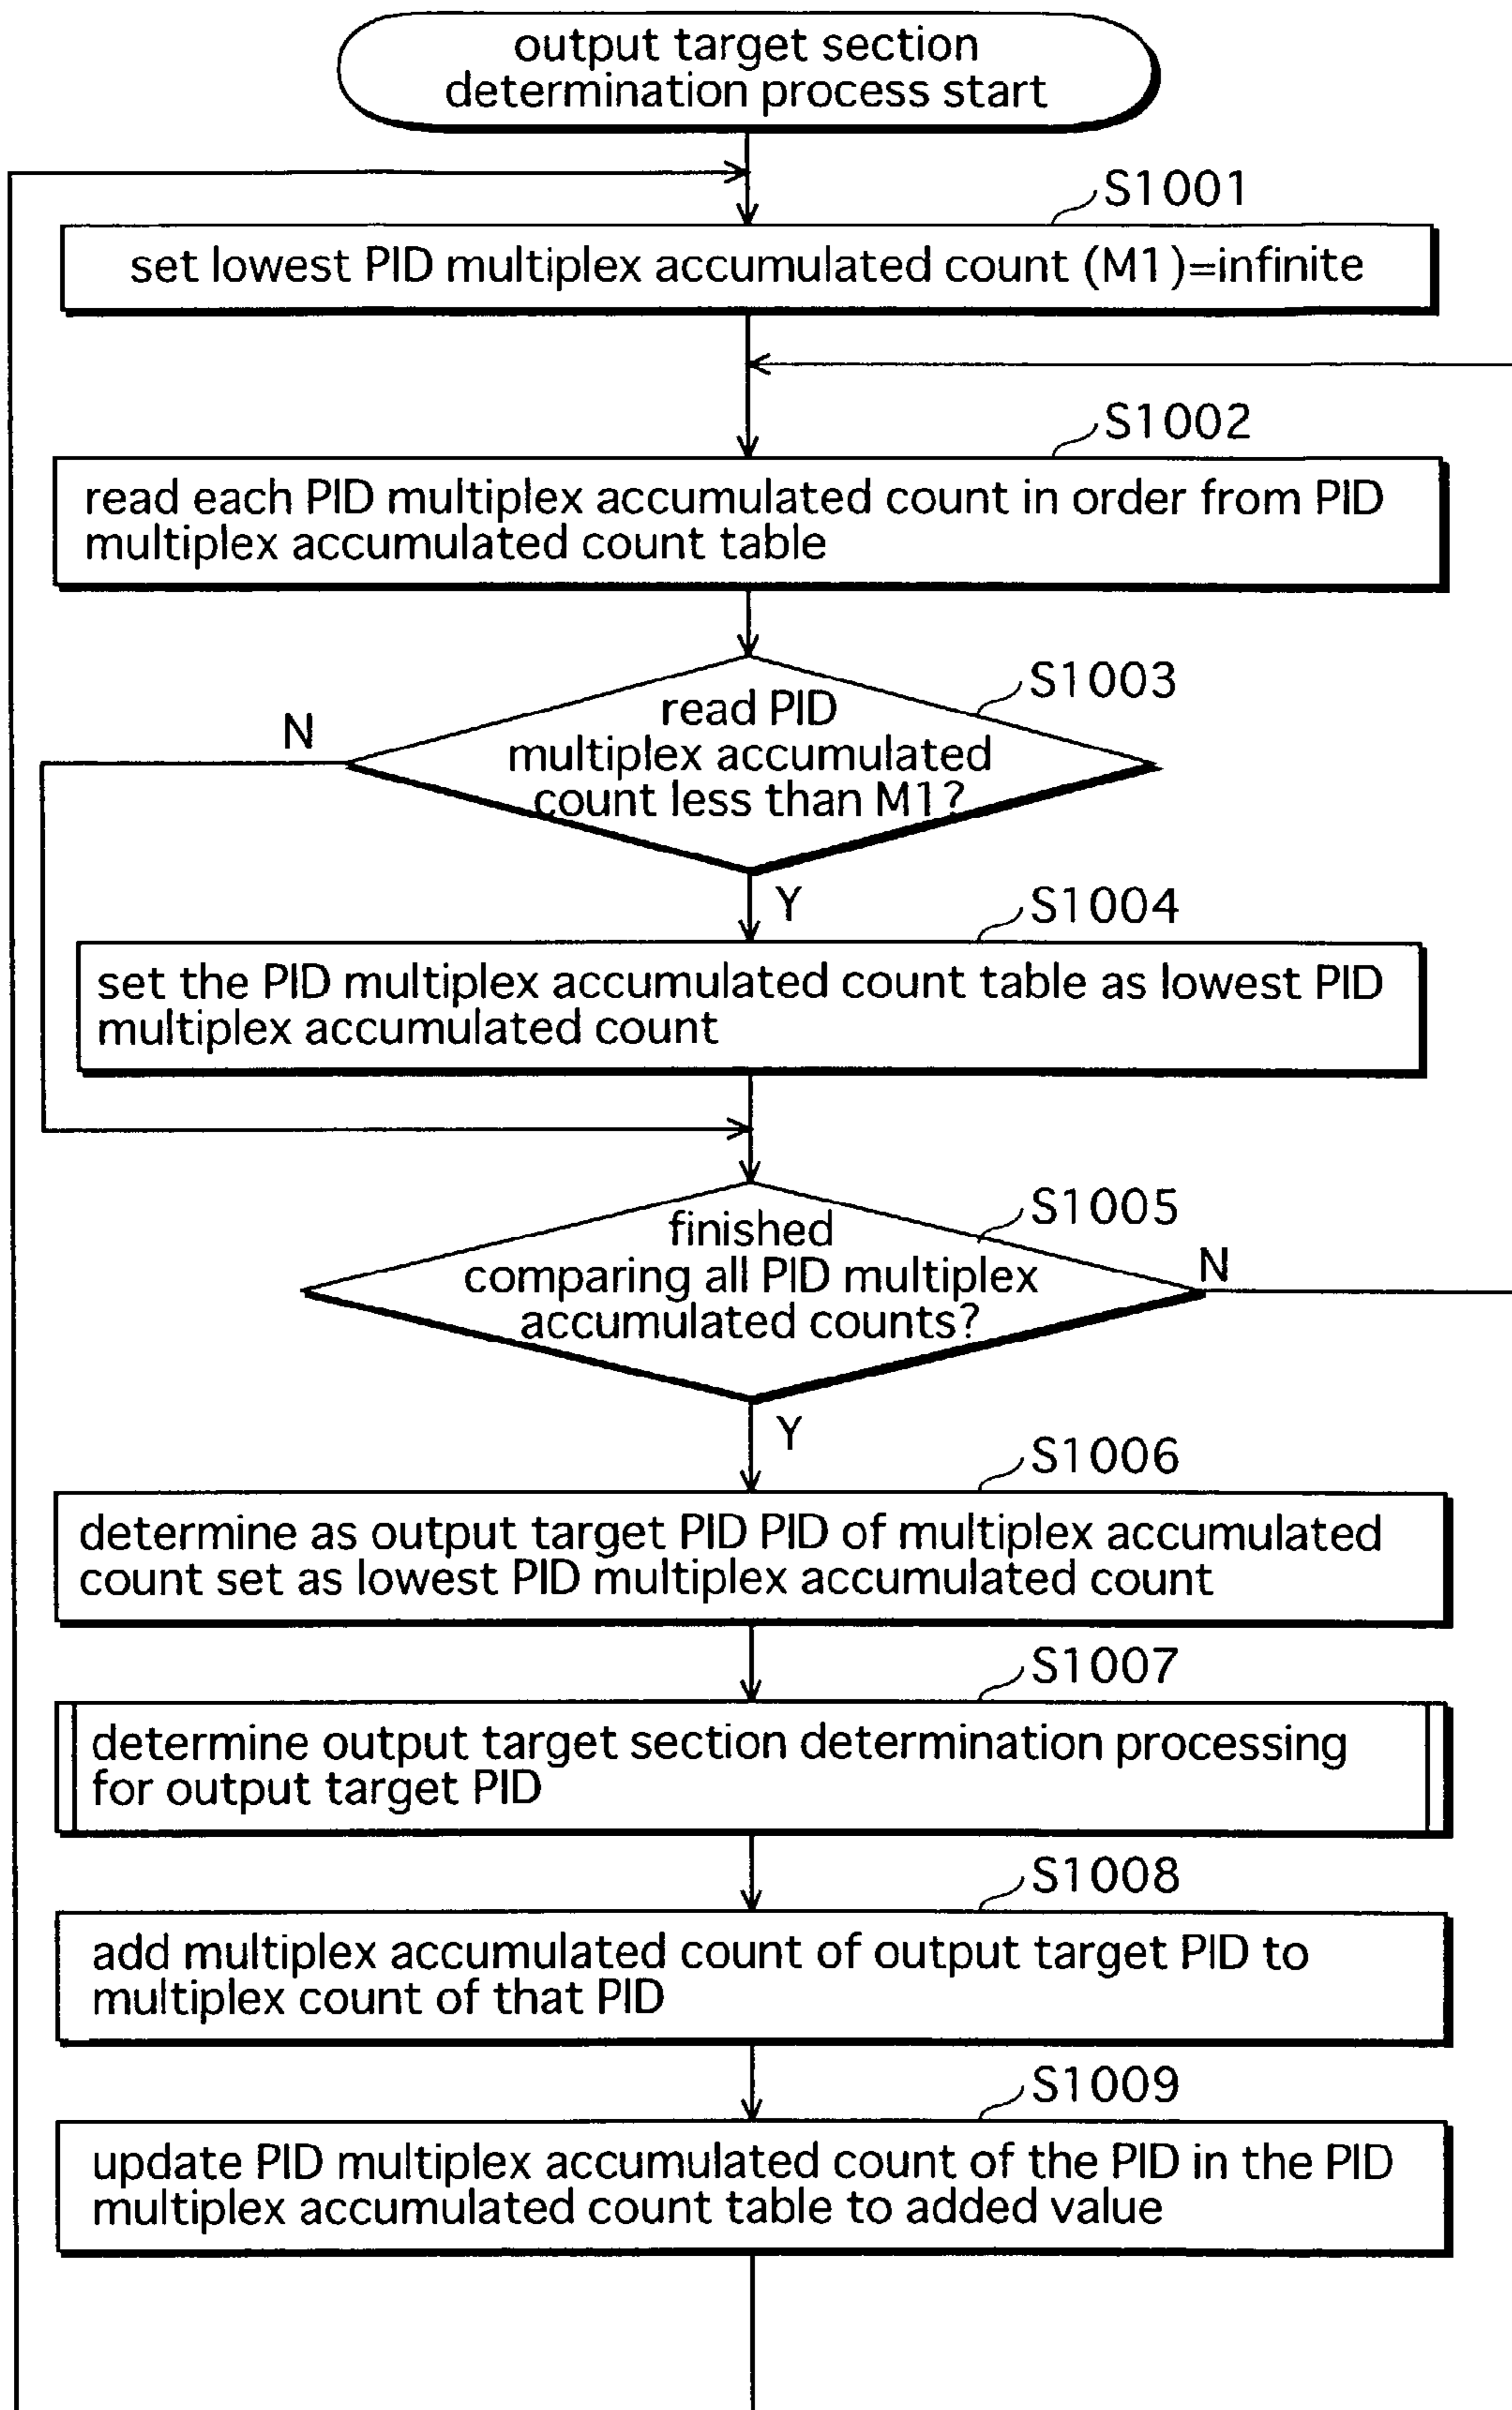 output target section
determination process start
S1001
set lowest PID multiplex accumulated count (M1)=infinite
S1002
read each PID multiplex accumulated count in order from PID
multiplex accumulated count table
S1003
read PID
multiplex accumulated
count less than M1?
N
Y
S1004
set the PID multiplex accumulated count table as lowest PID
multiplex accumulated count
S1005
finished
comparing all PID multiplex
accumulated counts?
N
Y
S1006
determine as output target PID PID of multiplex accumulated
count set as lowest PID multiplex accumulated count
S1007
determine output target section determination processing
for output target PID
S1008
add multiplex accumulated count of output target PID to
multiplex count of that PID
S1009
update PID multiplex accumulated count of the PID in the PID
multiplex accumulated count table to added value